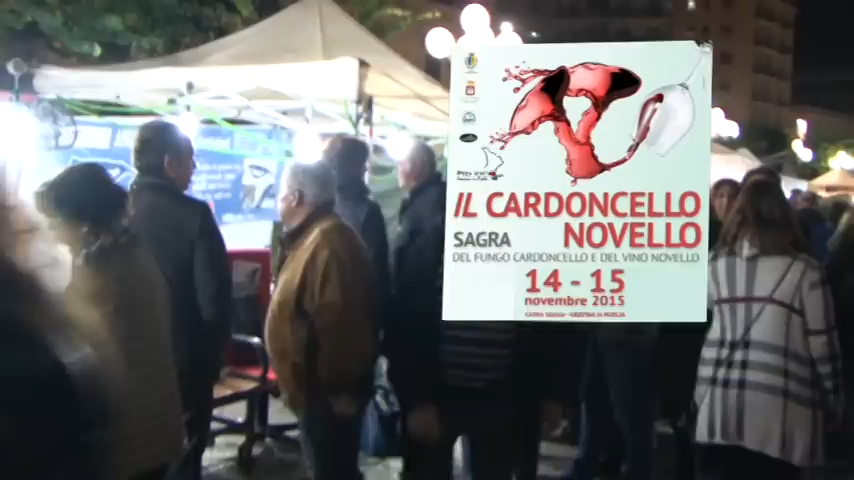 IL CARDONCELLO
NOVELLO
SAGRA
DEL FUNGO CARDONCELLO E DEL VINO NOVELLO
14 - 15
novembre 2015